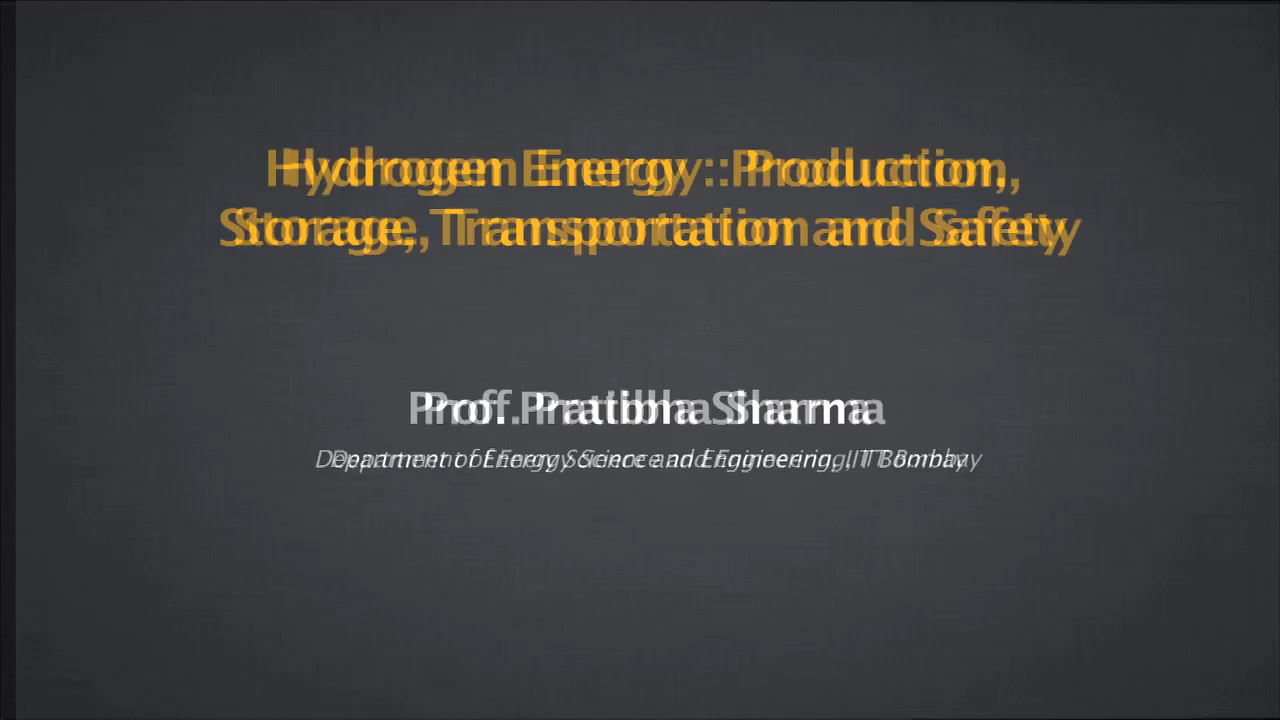 Hydrogen Energy: Production,
Storage, Transportation and Safety
Prof. Pratibha Sharma
Department of Energy Science and Engineering, IIT Bombay